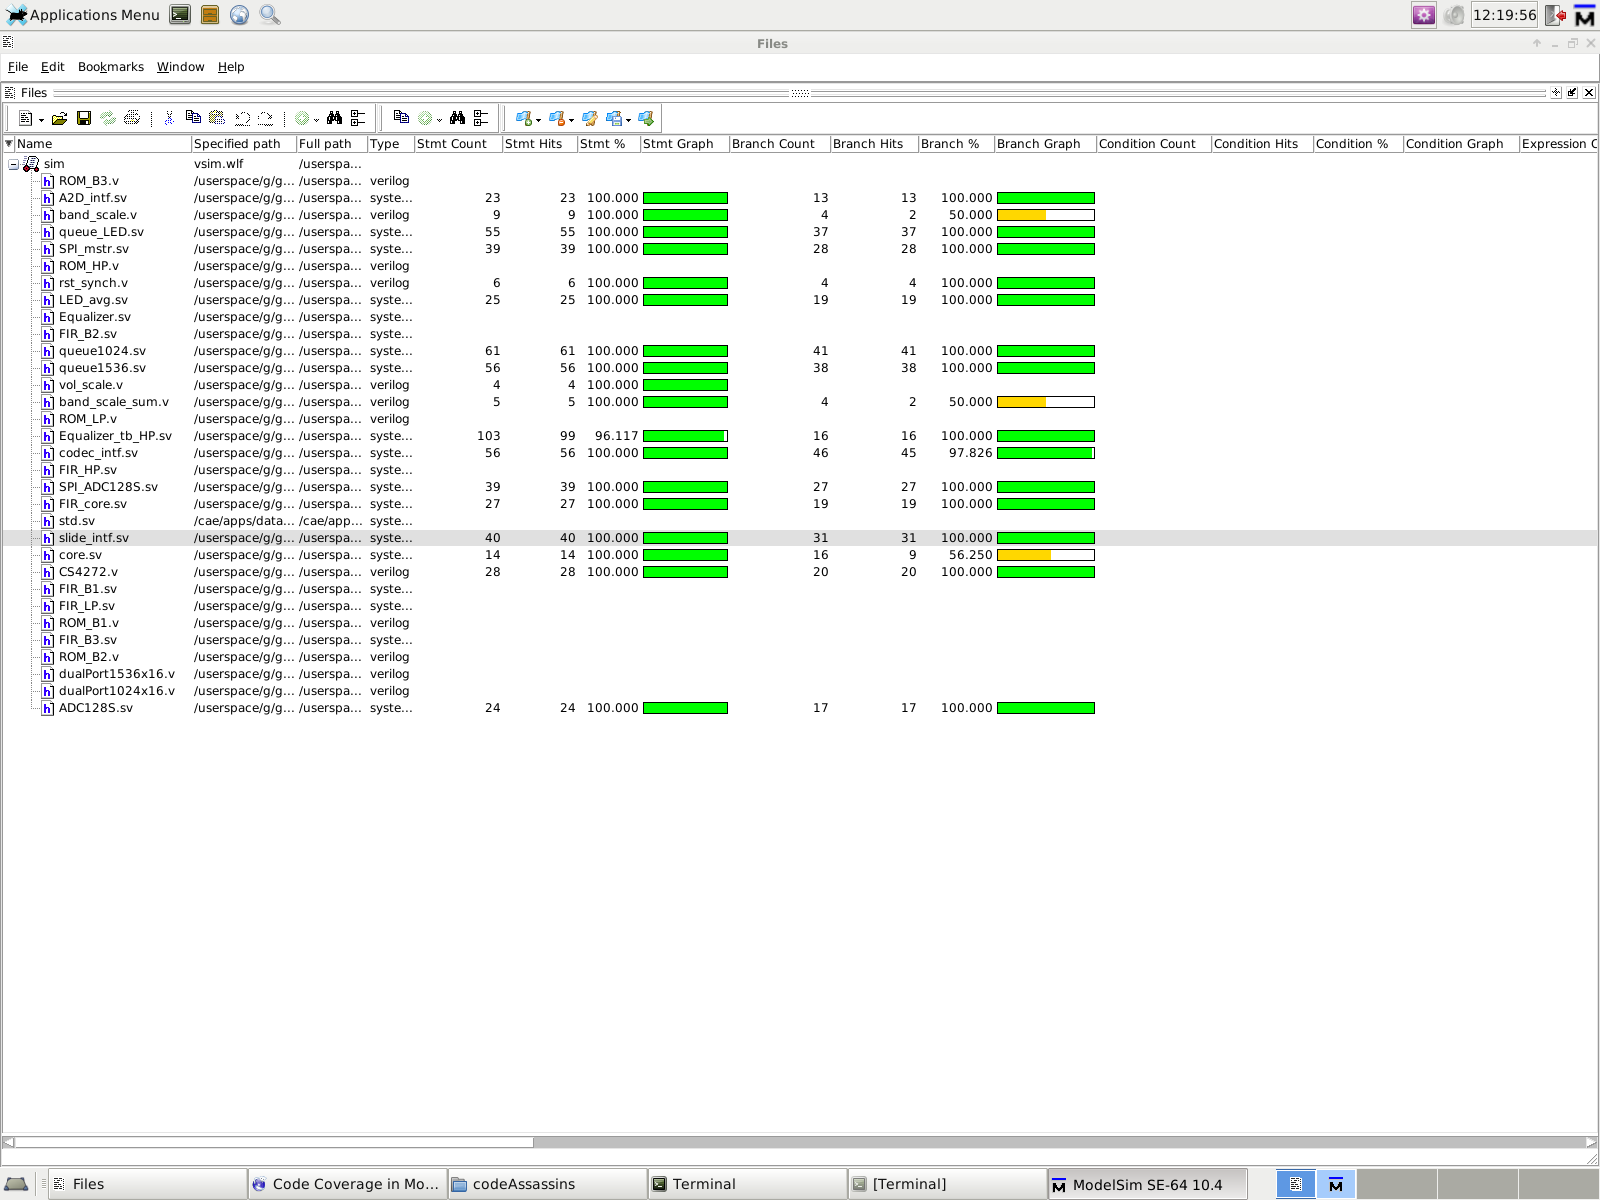 Applications Menu 12:19:56
Files
File Edit Bookmarks Window Help
Files
Name Specified path Full path Type Stmt Count Stmt Hits Stmt % Stmt Graph Branch Count Branch Hits Branch % Branch Graph Condition Count Condition Hits Condition % Condition Graph Expression C
sim vsim.wlf /userspa...
ROM_B3.v /userspace/g/g... /userspa... verilog
A2D_intf.sv /userspace/g/g... /userspa... syste... 23 23 100.000 13 13 100.000
band_scale.v /userspace/g/g... /userspa... verilog 9 9 100.000 4 2 50.000
queue_LED.sv /userspace/g/g... /userspa... syste... 55 55 100.000 37 37 100.000
SPI_mstr.sv /userspace/g/g... /userspa... syste... 39 39 100.000 28 28 100.000
ROM_HP.v /userspace/g/g... /userspa... verilog
rst_synch.v /userspace/g/g... /userspa... verilog 6 6 100.000 4 4 100.000
LED_avg.sv /userspace/g/g... /userspa... syste... 25 25 100.000 19 19 100.000
Equalizer.sv /userspace/g/g... /userspa... syste...
FIR_B2.sv /userspace/g/g... /userspa... syste...
queue1024.sv /userspace/g/g... /userspa... syste... 61 61 100.000 41 41 100.000
queue1536.sv /userspace/g/g... /userspa... syste... 56 56 100.000 38 38 100.000
vol_scale.v /userspace/g/g... /userspa... verilog 4 4 100.000
band_scale_sum.v /userspace/g/g... /userspa... verilog 5 5 100.000 4 2 50.000
ROM_LP.v /userspace/g/g... /userspa... verilog
Equalizer_tb_HP.sv /userspace/g/g... /userspa... syste... 103 99 96.117 16 16 100.000
codec_intf.sv /userspace/g/g... /userspa... syste... 56 56 100.000 46 45 97.826
FIR_HP.sv /userspace/g/g... /userspa... syste...
SPI_ADC128S.sv /userspace/g/g... /userspa... syste... 39 39 100.000 27 27 100.000
FIR_core.sv /userspace/g/g... /userspa... syste... 27 27 100.000 19 19 100.000
std.sv /cae/apps/data... /cae/app... syste...
slide_intf.sv /userspace/g/g... /userspa... syste... 40 40 100.000 31 31 100.000
core.sv /userspace/g/g... /userspa... syste... 14 14 100.000 16 9 56.250
CS4272.v /userspace/g/g... /userspa... verilog 28 28 100.000 20 20 100.000
FIR_B1.sv /userspace/g/g... /userspa... syste...
FIR_LP.sv /userspace/g/g... /userspa... syste...
ROM_B1.v /userspace/g/g... /userspa... verilog
FIR_B3.sv /userspace/g/g... /userspa... syste...
ROM_B2.v /userspace/g/g... /userspa... verilog
dualPort1536x16.v /userspace/g/g... /userspa... verilog
dualPort1024x16.v /userspace/g/g... /userspa... verilog
ADC128S.sv /userspace/g/g... /userspa... syste... 24 24 100.000 17 17 100.000
Files Code Coverage in Mo... codeAssassins Terminal [Terminal] ModelSim SE-64 10.4